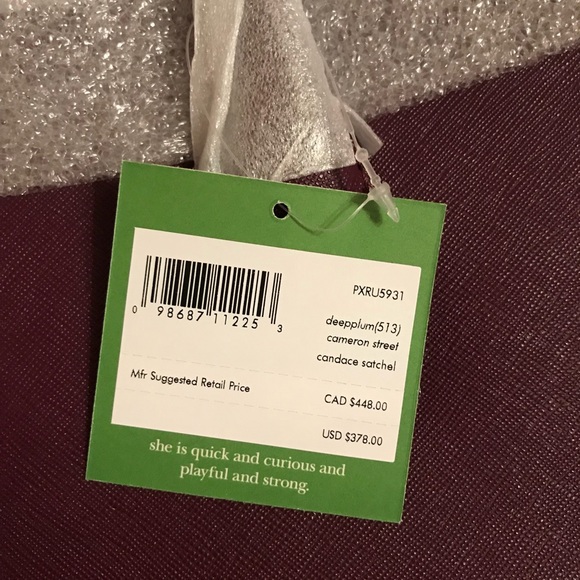 PXRU5931
0 98687 11225 3
deepplum(513)
cameron street
candace satchel
Mfr Suggested Retail Price
CAD $448.00
USD $378.00
she is quick and curious and
playful and strong.